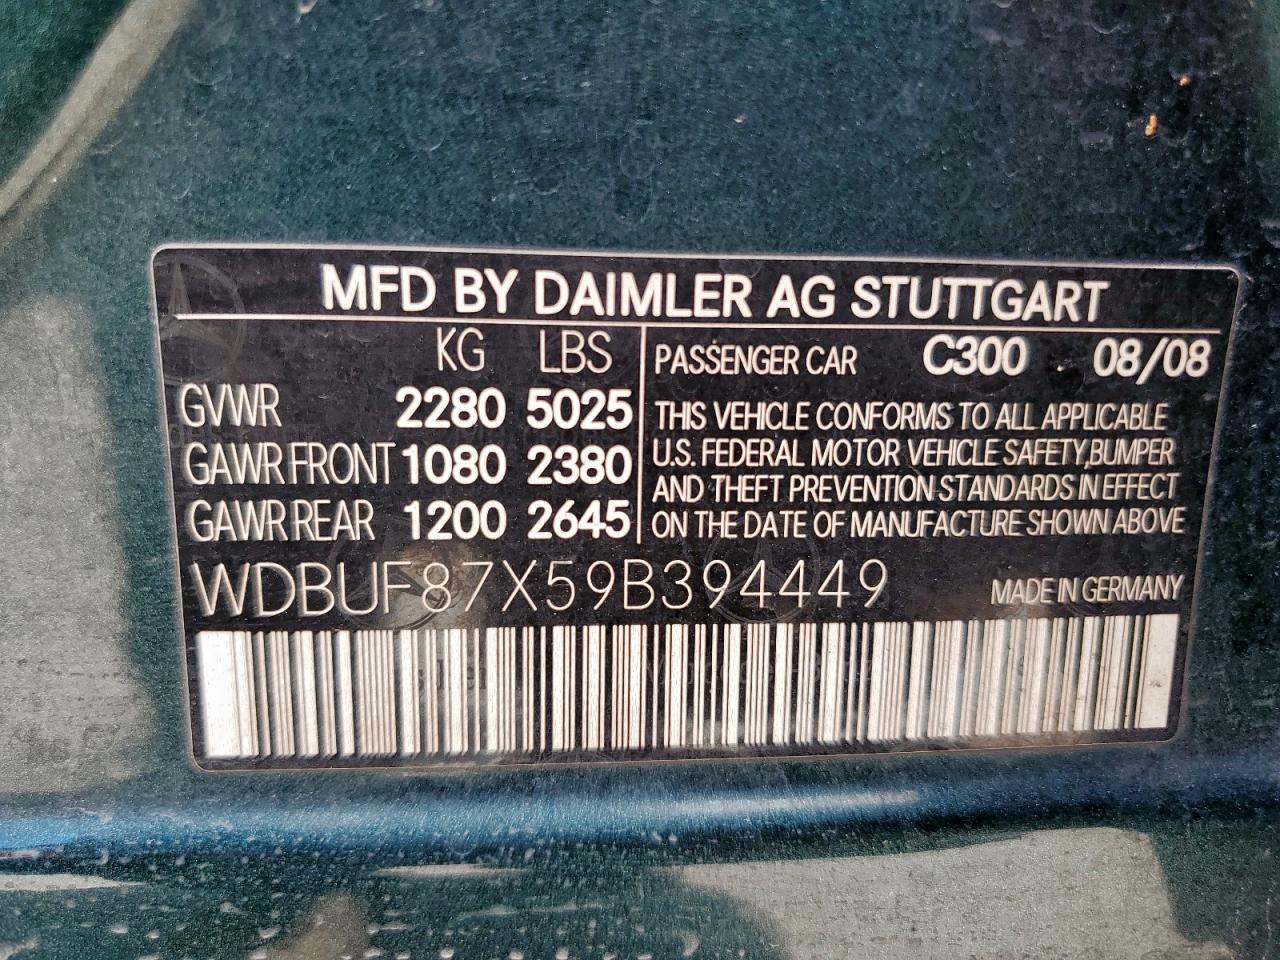 MFD BY DAIMLER AG STUTTGART
KG LBS
GVWR 2280 5025
GAWR FRONT 1080 2380
GAWR REAR 1200 2645
PASSENGER CAR C300 08/08
THIS VEHICLE CONFORMS TO ALL APPLICABLE
U.S. FEDERAL MOTOR VEHICLE SAFETY,BUMPER
AND THEFT PREVENTION STANDARDS IN EFFECT
ON THE DATE OF MANUFACTURE SHOWN ABOVE
WDBUF87X59B394449 MADE IN GERMANY